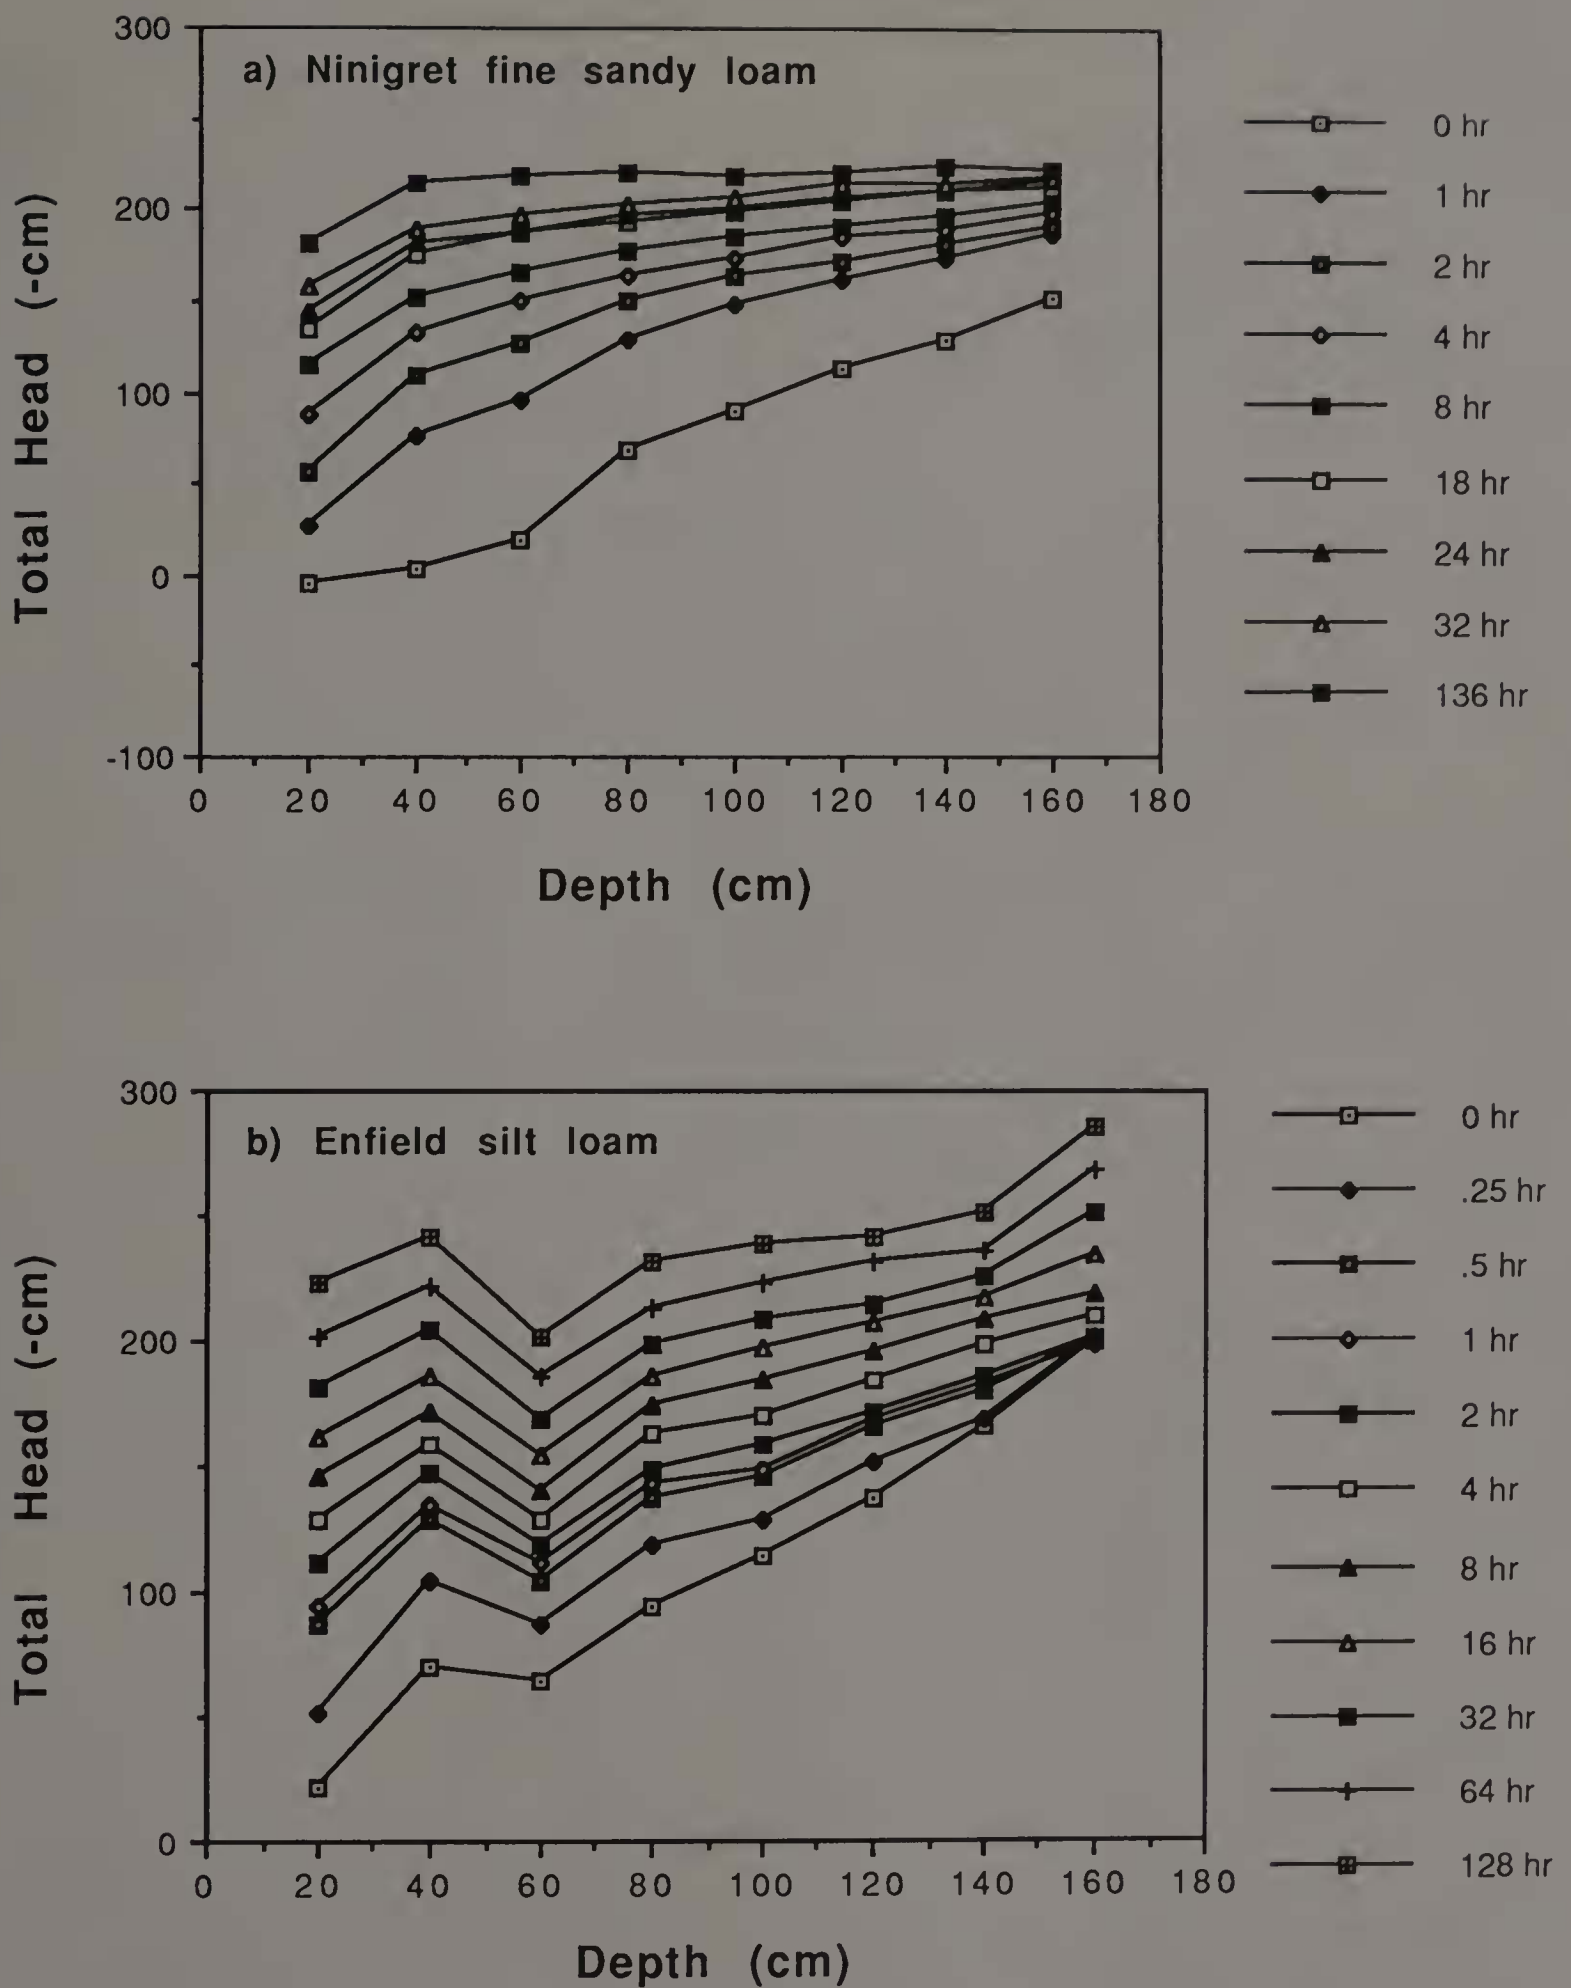 300
200
100
0
-100
Total Head (-cm)
a) Ninigret fine sandy loam
0 20 40 60 80 100 120 140 160 180
Depth (cm)
0 hr
1 hr
2 hr
4 hr
8 hr
18 hr
24 hr
32 hr
136 hr
300
200
100
0
Total Head (-cm)
b) Enfield silt loam
0 20 40 60 80 100 120 140 160 180
Depth (cm)
0 hr
.25 hr
.5 hr
1 hr
2 hr
4 hr
8 hr
16 hr
32 hr
64 hr
128 hr